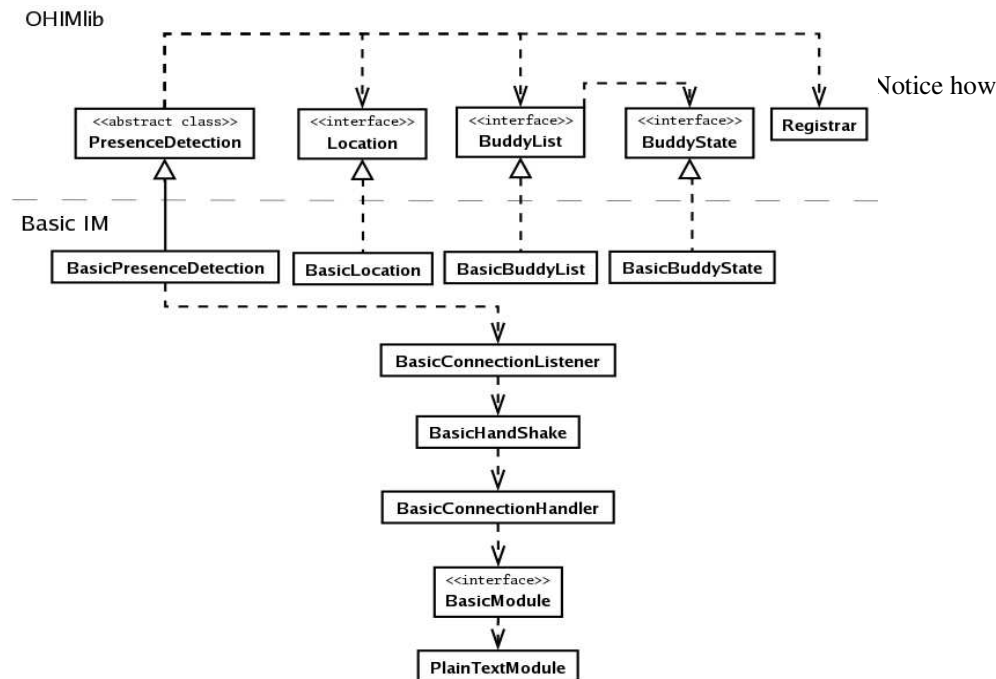 OHIMlib
Notice how
<<abstract class>>
PresenceDetection
<<interface>>
Location
<<interface>>
BuddyList
<<interface>>
BuddyState
Registrar
Basic IM
BasicPresenceDetection
BasicLocation
BasicBuddyList
BasicBuddyState
BasicConnectionListener
BasicHandShake
BasicConnectionHandler
<<interface>>
BasicModule
PlainTextModule